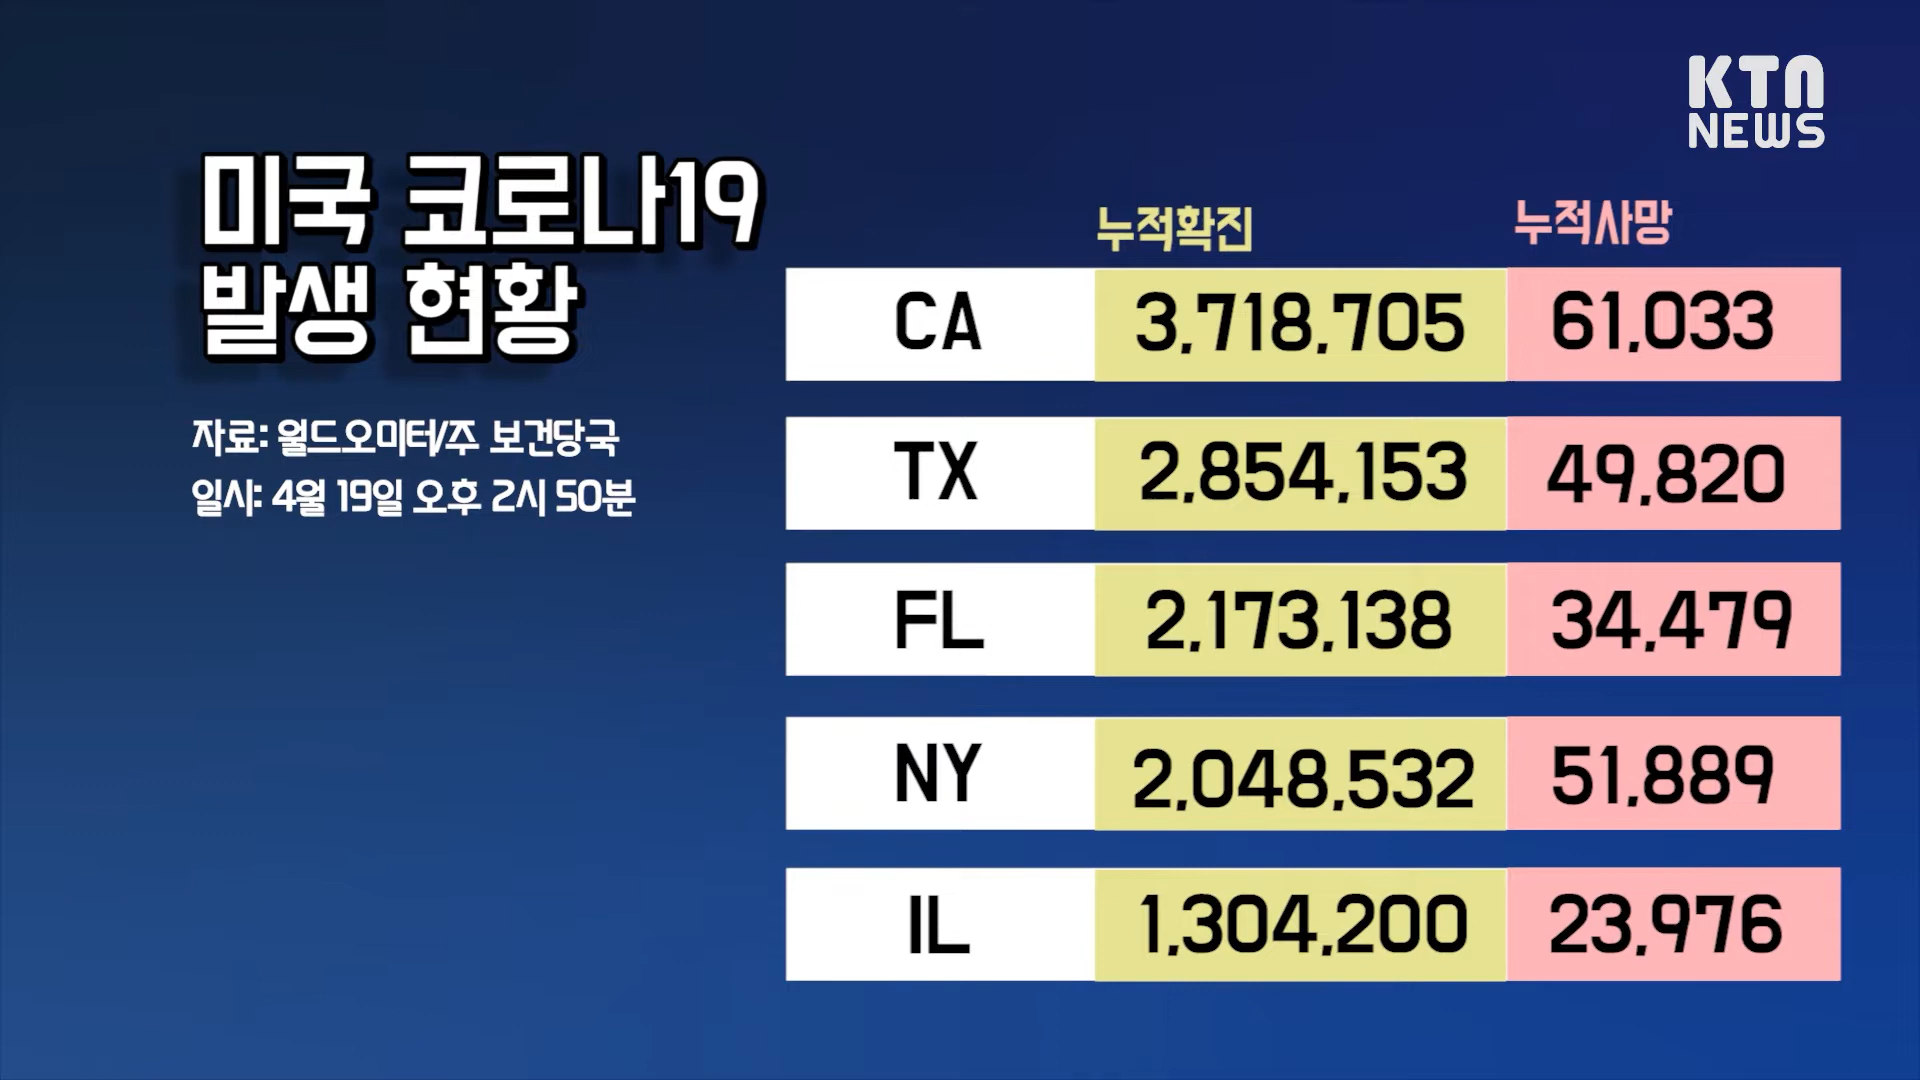 KTN
NEWS
미국 코로나19
발생 현황
자료: 월드오미터/주 보건당국
일시: 4월 19일 오후 2시 50분
누적확진 누적사망
CA 3,718,705 61,033
TX 2,854,153 49,820
FL 2,173,138 34,479
NY 2,048,532 51,889
IL 1,304,200 23,976